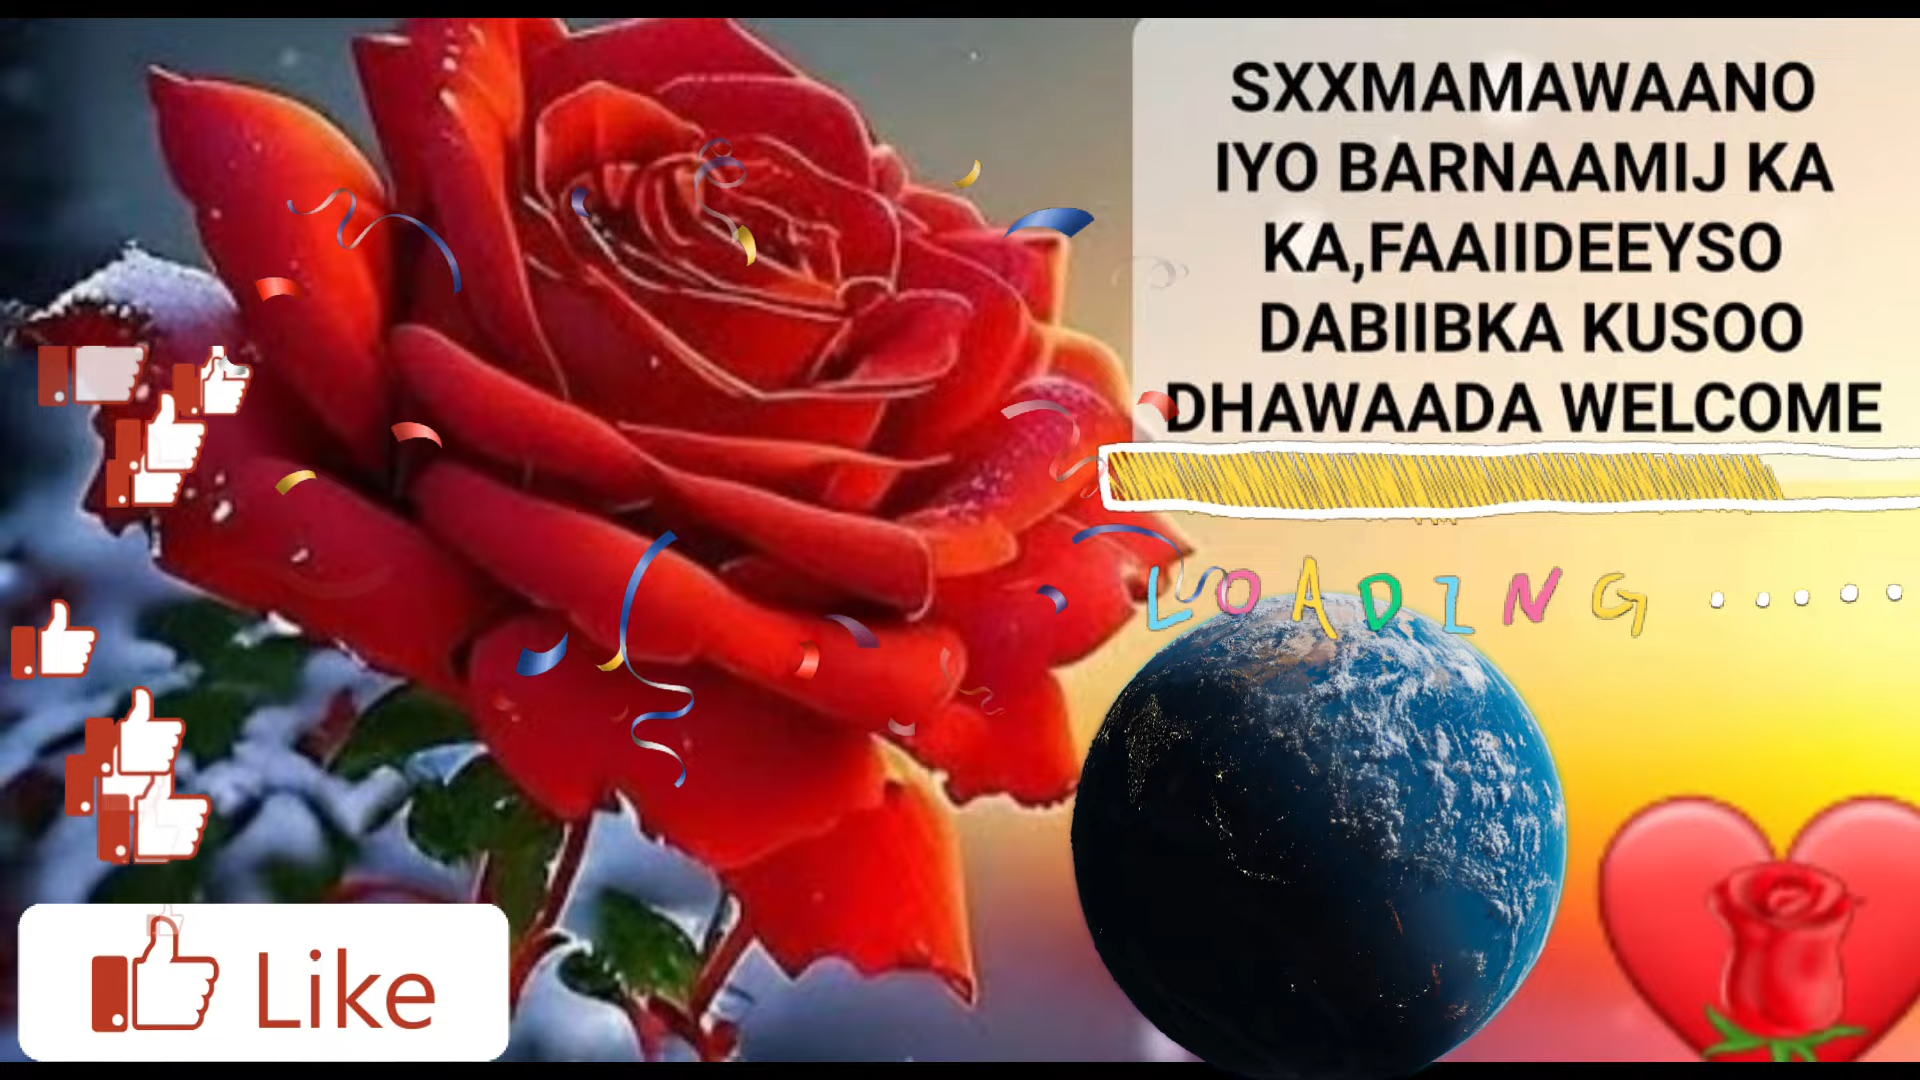 SXXMAMAWAANO
IYO BARNAAMIJ KA
KA,FAAIIDEEYSO
DABIIBKA KUSOO
DHAWAADA WELCOME
LOADING .....
Like